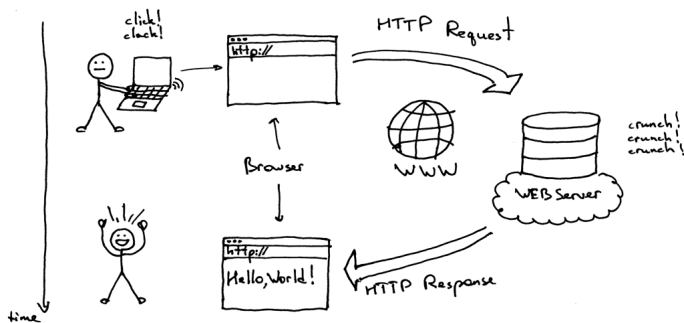 click!
clack!
http://
HTTP Request
crunch!
crunch!
crunch!
WWW
Browser
WEB Server
http://
Hello, World!
HTTP Response
time